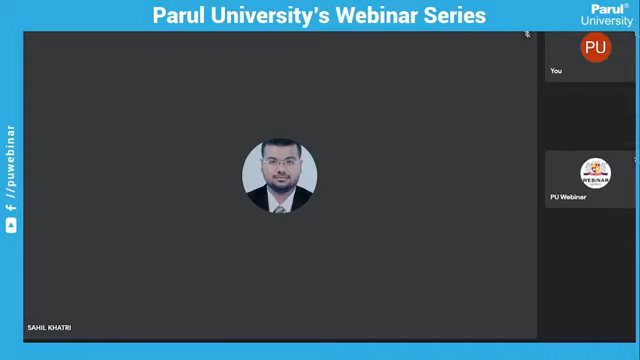 Parul University's Webinar Series
Parul®
University
PU
You
f //puwebinar
WEBINAR
PU Webinar
SAHIL KHATRI